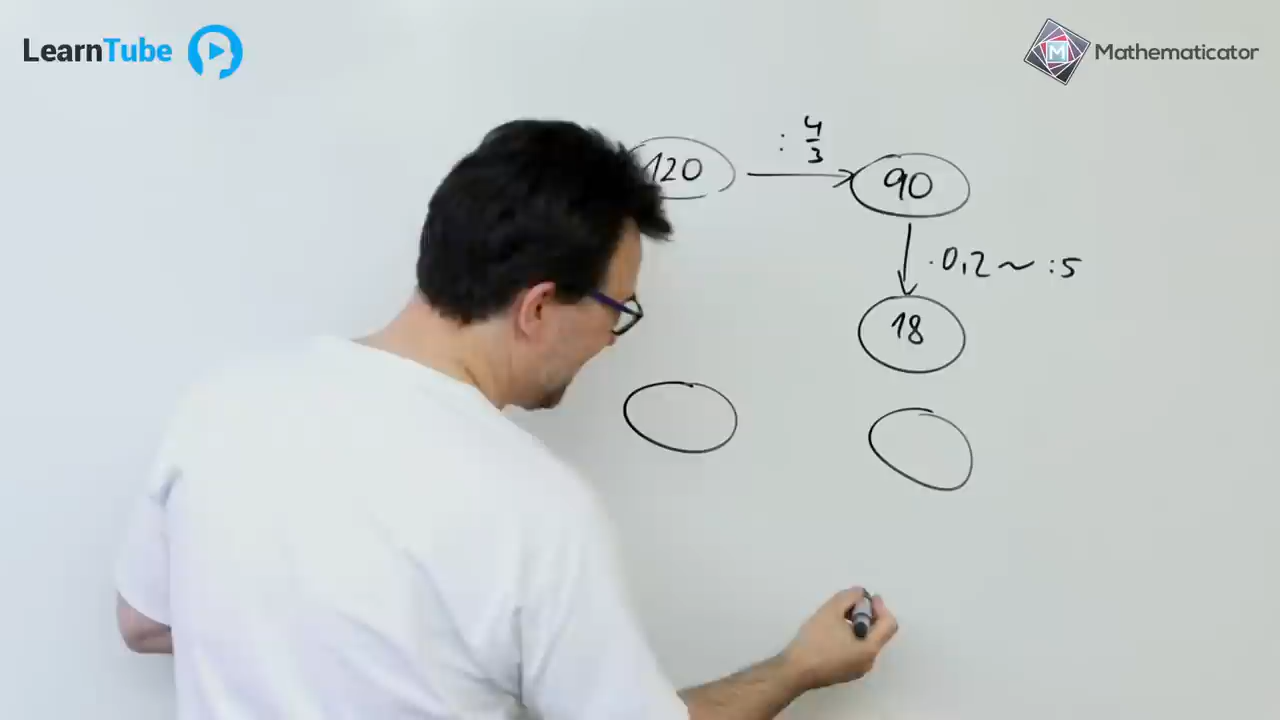 LearnTube
Mathematicator
120
: 4/3
90
· 0,2 ~ : 5
18